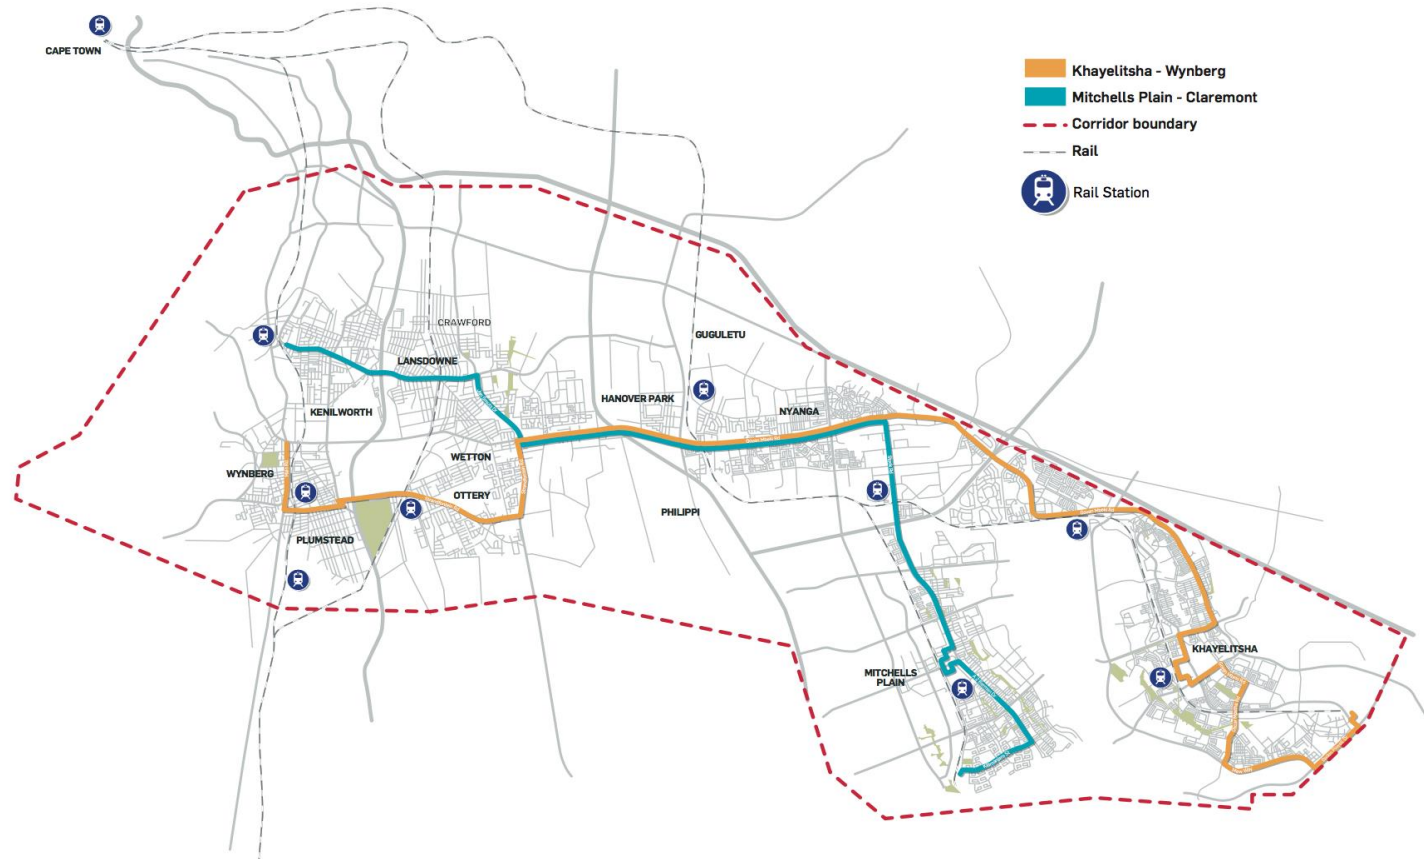 CAPE TOWN
Khayelitsha - Wynberg
Mitchells Plain - Claremont
Corridor boundary
Rail
Rail Station
CRAWFORD
GUGULETU
LANSDOWNE
HANOVER PARK
KENILWORTH
NYANGA
WETTON
WYNBERG
OTTERY
PHILIPPI
PLUMSTEAD
KHAYELITSHA
MITCHELLS
PLAIN